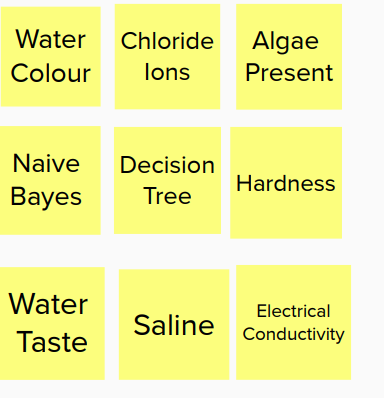 Water
Colour
Chloride
Ions
Algae
Present
Naive
Bayes
Decision
Tree
Hardness
Water
Taste
Saline
Electrical
Conductivity